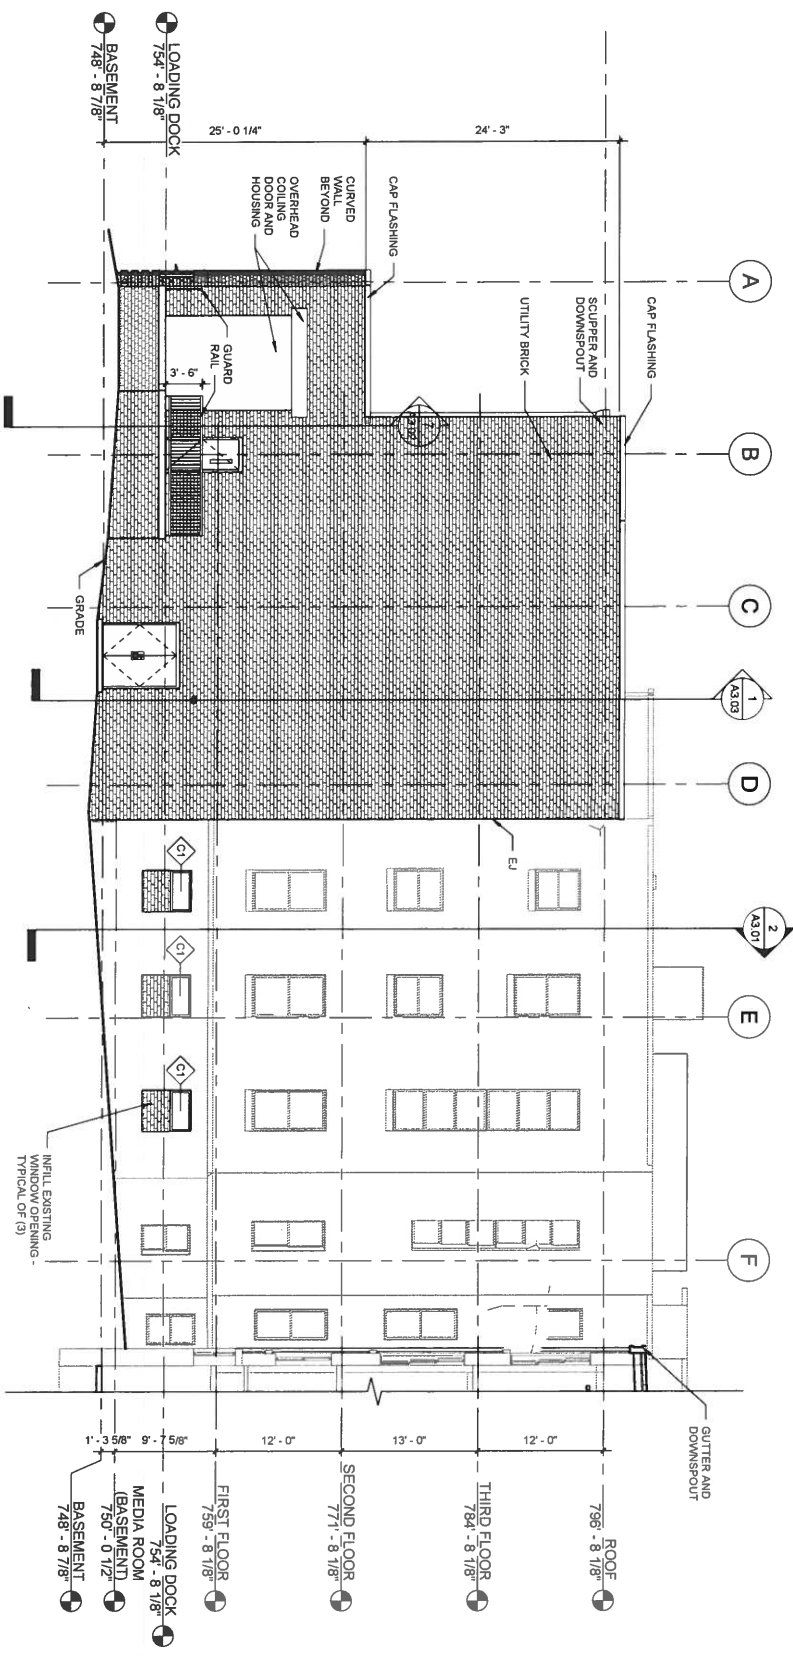 BASEMENT
748' - 8 7/8"
LOADING DOCK
754' - 8 1/8"
25' - 0 1/4"
24' - 3"
CURVED
WALL
BEYOND
OVERHEAD
COILING
DOOR AND
HOUSING
CAP FLASHING
UTILITY BRICK
SCUPPER AND
DOWNSPOUT
CAP FLASHING
GUARD
RAIL
3' - 6"
GRADE
A
B
C
D
E
F
1
A3.03
2
A3.01
EJ
C1
C1
C1
INFILL EXISTING
WINDOW OPENING -
TYPICAL OF (3)
GUTTER AND
DOWNSPOUT
1' - 3 5/8"
9' - 7 5/8"
12' - 0"
13' - 0"
12' - 0"
ROOF
796' - 8 1/8"
THIRD FLOOR
784' - 8 1/8"
SECOND FLOOR
771' - 8 1/8"
FIRST FLOOR
759' - 8 1/8"
LOADING DOCK
754' - 8 1/8"
MEDIA ROOM
(BASEMENT)
750' - 0 1/2"
BASEMENT
748' - 8 7/8"